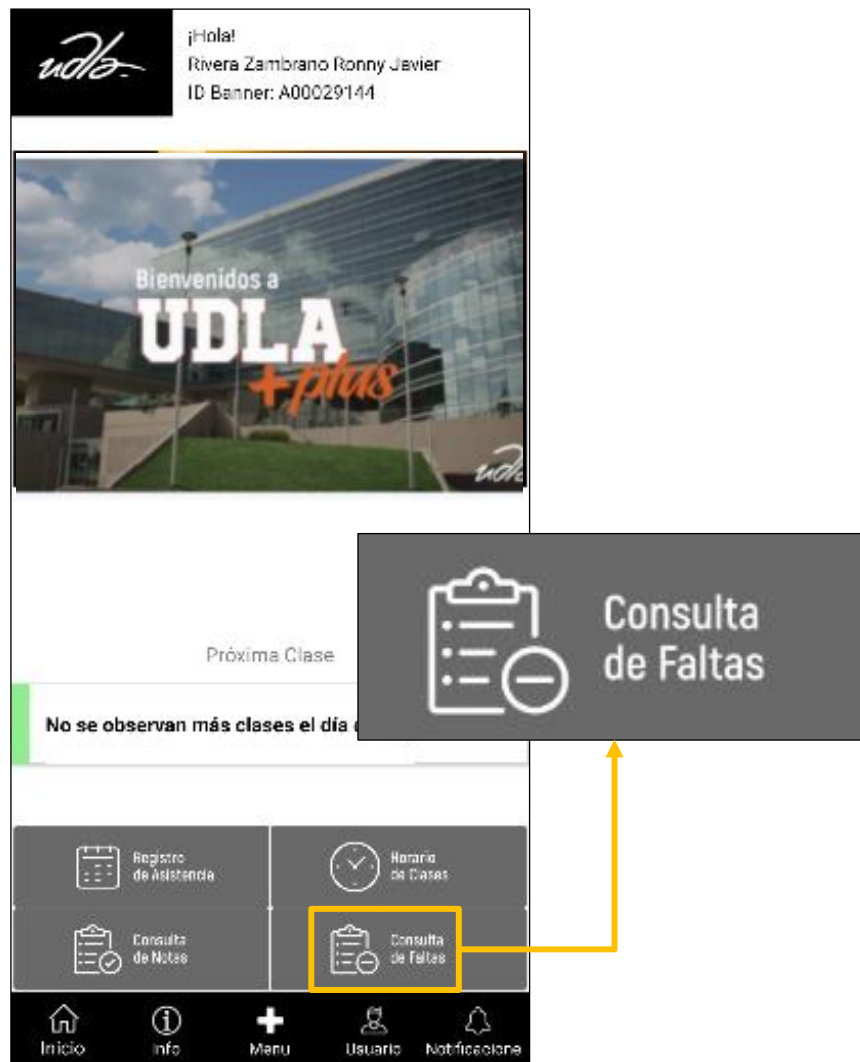 udla-
¡Hola!
Rivera Zambrano Ronny Javier
ID Banner: A00029144
Bienvenidos a
UDLA
+plus
udla
Próxima Clase
No se observan más clases el día
Consulta
de Faltas
Registro
de Asistencia
Horario
de Clases
Consulta
de Notas
Consulta
de Faltas
Inicio
Info
Menu
Usuario
Notificacione